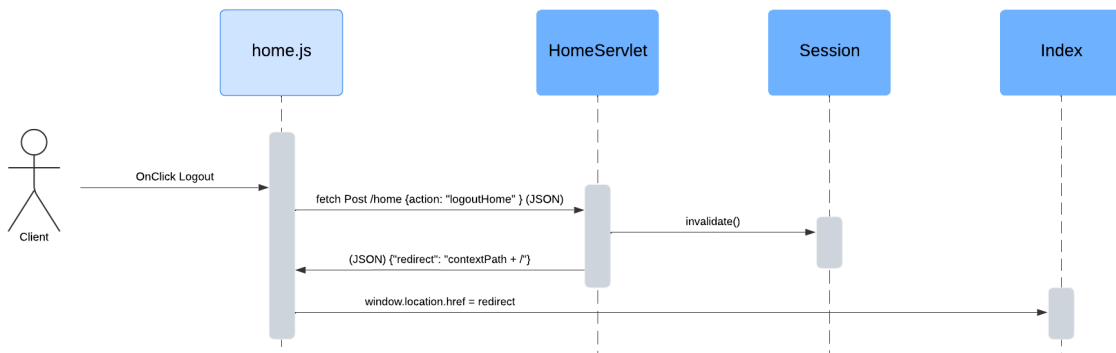 home.js
HomeServlet
Session
Index
OnClick Logout
fetch Post /home {action: "logoutHome" } (JSON)
invalidate()
Client
(JSON) {"redirect": "contextPath + /"}
window.location.href = redirect